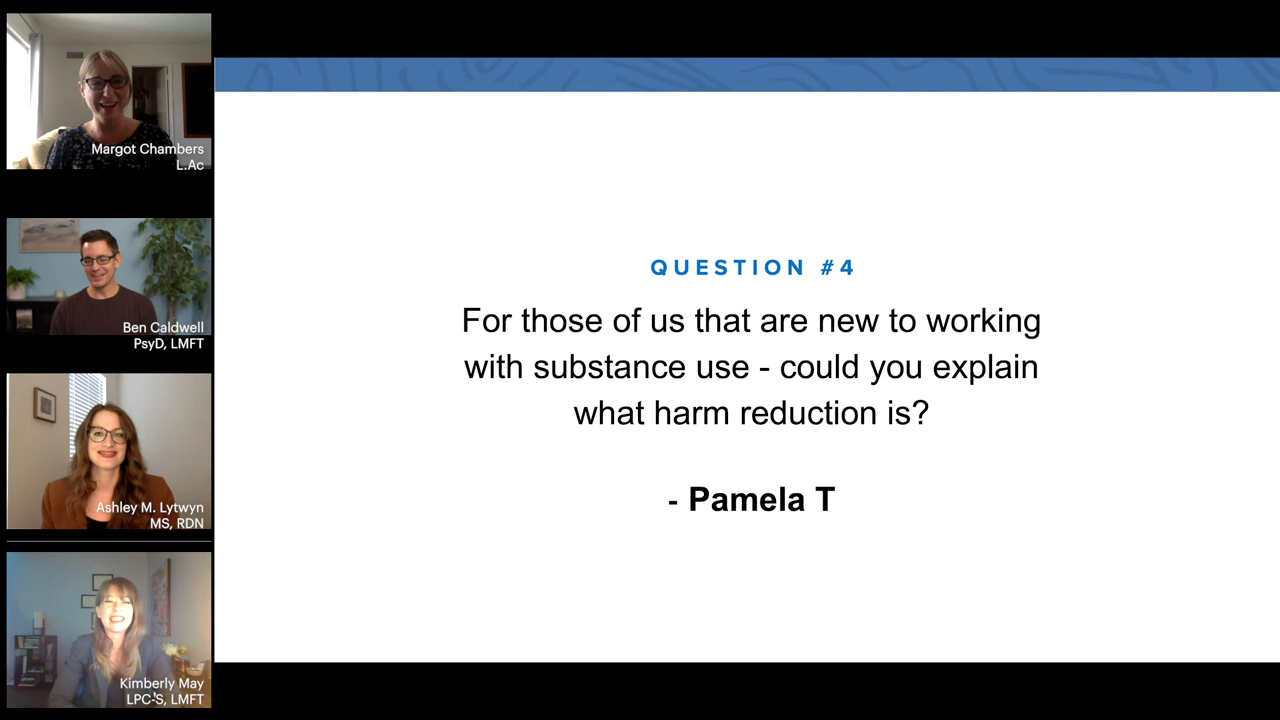 Margot Chambers
L.Ac
Ben Caldwell
PsyD, LMFT
Ashley M. Lytwyn
MS, RDN
Kimberly May
LPC-S, LMFT
QUESTION #4
For those of us that are new to working
with substance use - could you explain
what harm reduction is?
- Pamela T